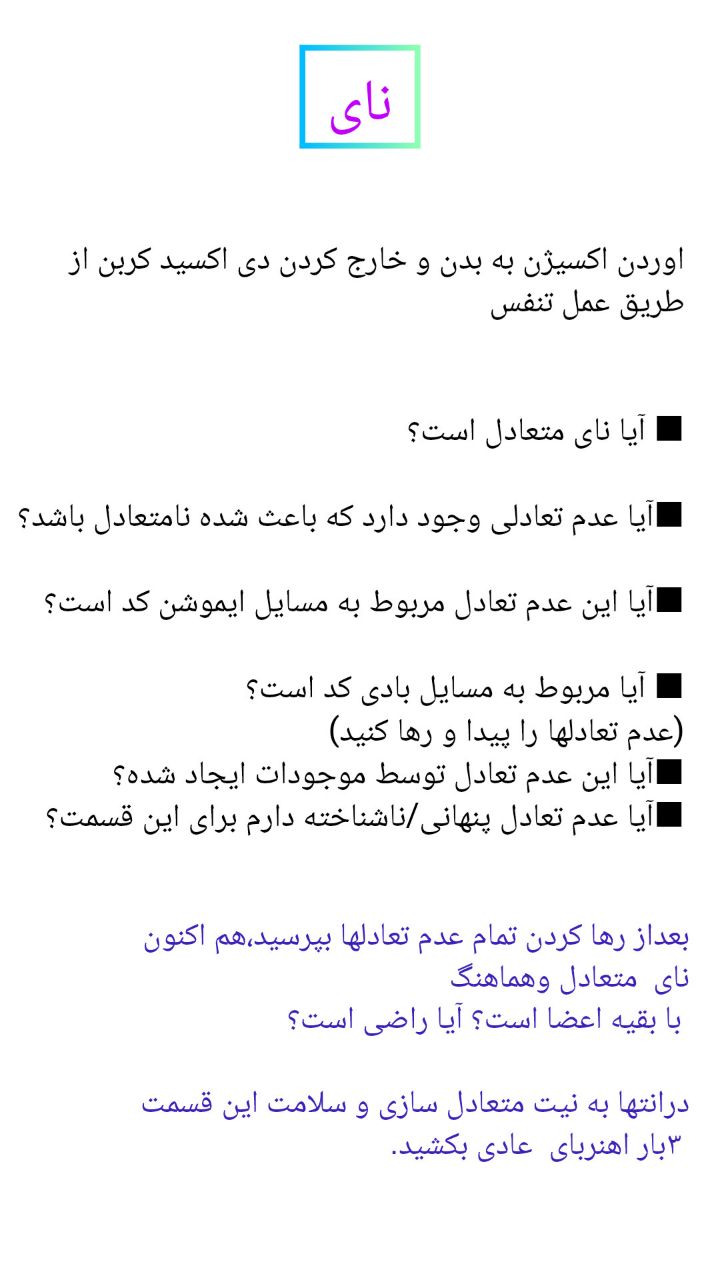 نای
اوردن اکسیژن به بدن و خارج کردن دی اکسید کربن از
طریق عمل تنفس
■ آیا نای متعادل است؟
■آیا عدم تعادلی وجود دارد که باعث شده نامتعادل باشد؟
■آیا این عدم تعادل مربوط به مسایل ایموشن کد است؟
■ آیا مربوط به مسایل بادی کد است؟
(عدم تعادلها را پیدا و رها کنید)
■آیا این عدم تعادل توسط موجودات ایجاد شده؟
■آیا عدم تعادل پنهانی/ناشناخته دارم برای این قسمت؟
بعداز رها کردن تمام عدم تعادلها بپرسید،هم اکنون
نای متعادل وهماهنگ
با بقیه اعضا است؟ آیا راضی است؟
درانتها به نیت متعادل سازی و سلامت این قسمت
۳بار اهنربای عادی بکشید.